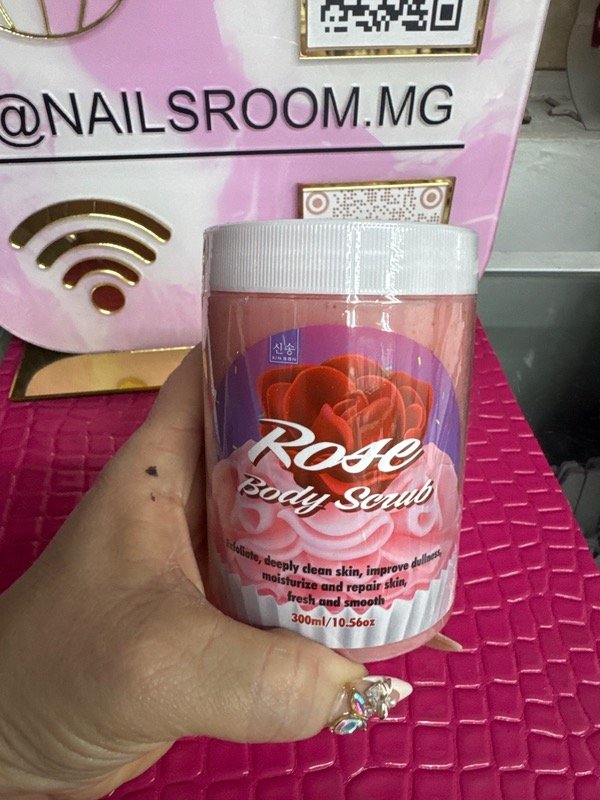 @NAILSROOM.MG
신송
Rose
Body Scrub
Exfoliate, deeply clean skin, improve dullness,
moisturize and repair skin,
fresh and smooth
300ml/10.56oz